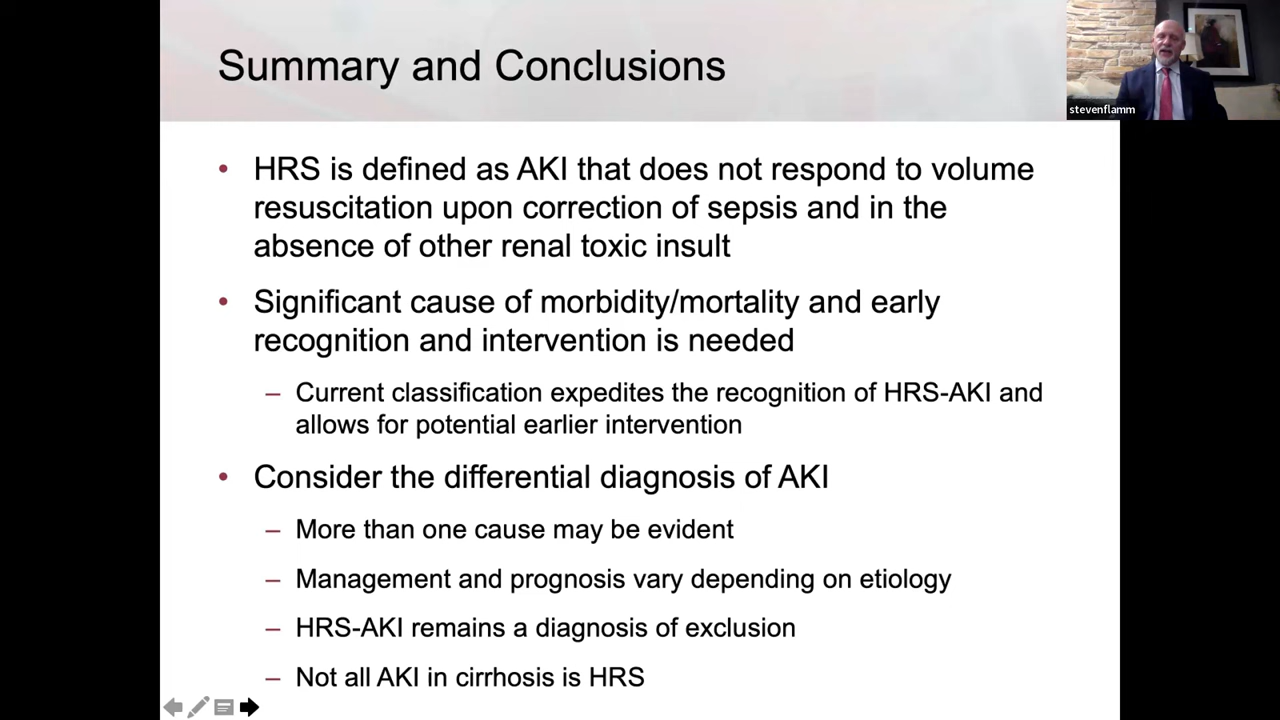 Summary and Conclusions
stevenflamm
• HRS is defined as AKI that does not respond to volume
resuscitation upon correction of sepsis and in the
absence of other renal toxic insult
• Significant cause of morbidity/mortality and early
recognition and intervention is needed
– Current classification expedites the recognition of HRS-AKI and
allows for potential earlier intervention
• Consider the differential diagnosis of AKI
– More than one cause may be evident
– Management and prognosis vary depending on etiology
– HRS-AKI remains a diagnosis of exclusion
– Not all AKI in cirrhosis is HRS